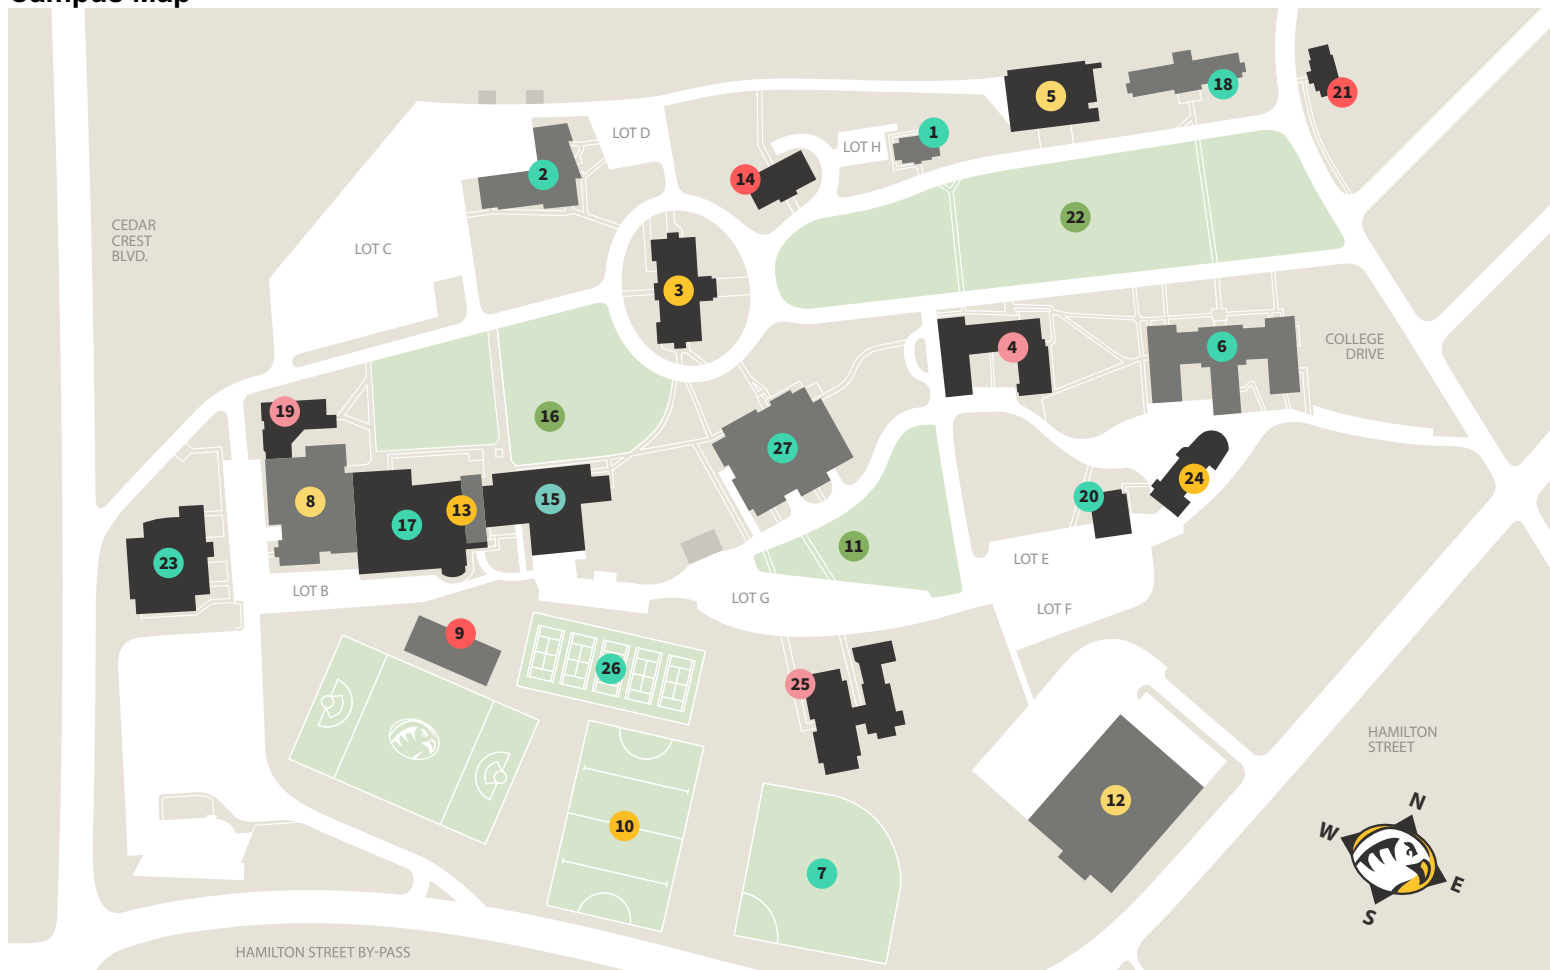 Campus Map
5
18
21
1
LOT D
LOT H
2
14
22
CEDAR
CREST
BLVD.
LOT C
3
4
6
COLLEGE
DRIVE
19
16
27
8
13
15
17
24
20
23
11
LOT E
LOT B
LOT G
LOT F
9
26
25
HAMILTON
STREET
12
10
7
N
W
E
S
HAMILTON STREET BY-PASS